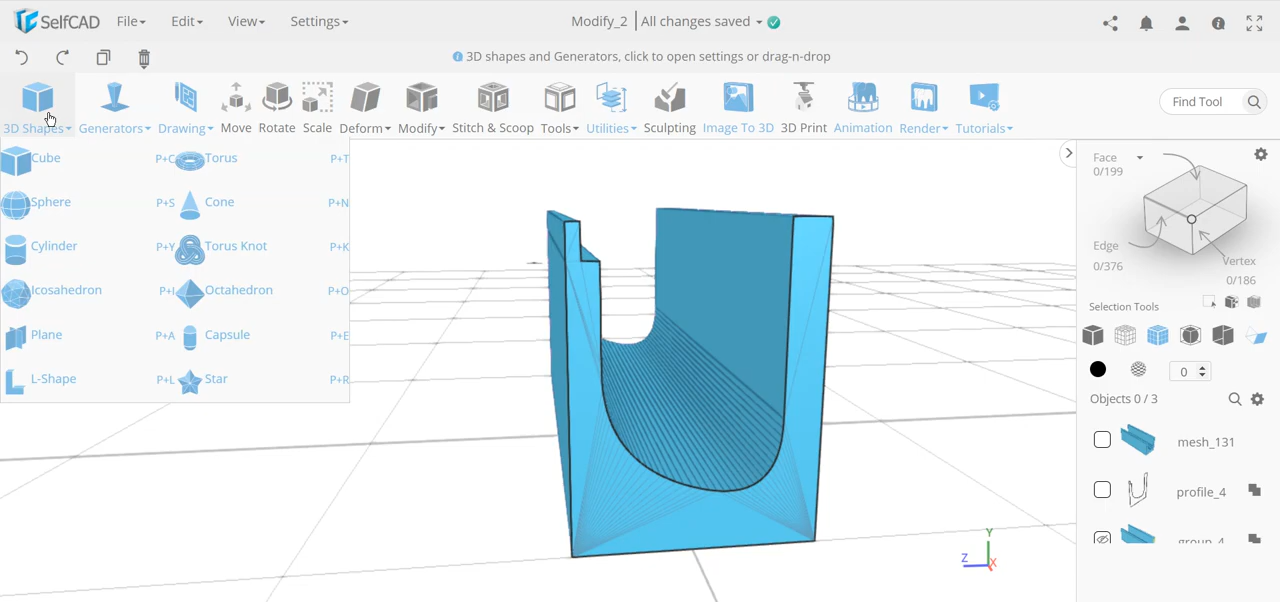 SelfCAD File▾ Edit▾ View▾ Settings▾ Modify_2 All changes saved
3D shapes and Generators, click to open settings or drag-n-drop
3D Shapes▾ Generators▾ Drawing▾ Move Rotate Scale Deform▾ Modify▾ Stitch & Scoop Tools▾ Utilities▾ Sculpting Image To 3D 3D Print Animation Render▾ Tutorials▾ Find Tool
Cube P+C Torus P+T
Sphere P+S Cone P+N
Cylinder P+Y Torus Knot P+K
Icosahedron P+I Octahedron P+O
Plane P+A Capsule P+E
L-Shape P+L Star P+R
Face
0/199
Edge
0/376
Vertex
0/186
Selection Tools
0
Objects 0 / 3
mesh_131
profile_4
group_4
Y
Z
X